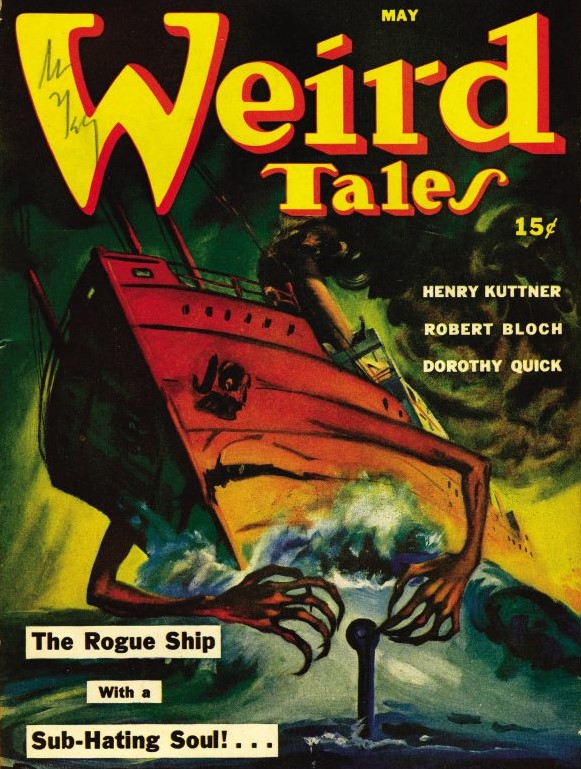 MAY
Weird
Tales
15¢
HENRY KUTTNER
ROBERT BLOCH
DOROTHY QUICK
The Rogue Ship
With a
Sub-Hating Soul!...